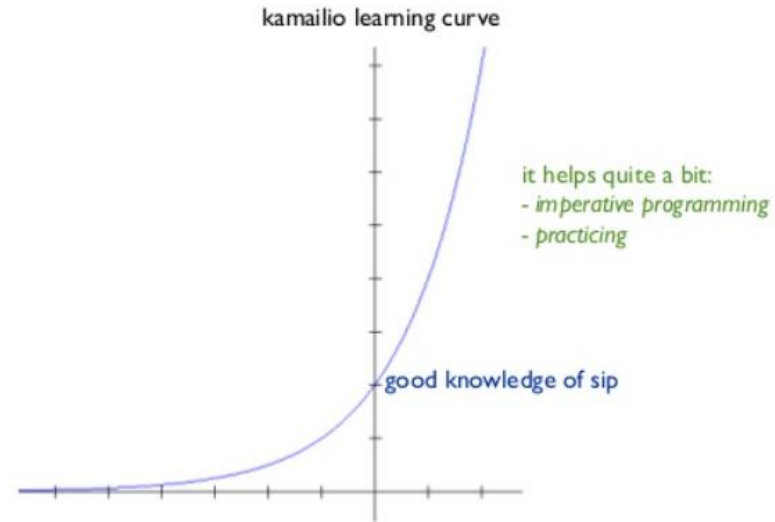 kamailio learning curve
it helps quite a bit:
- imperative programming
- practicing
good knowledge of sip